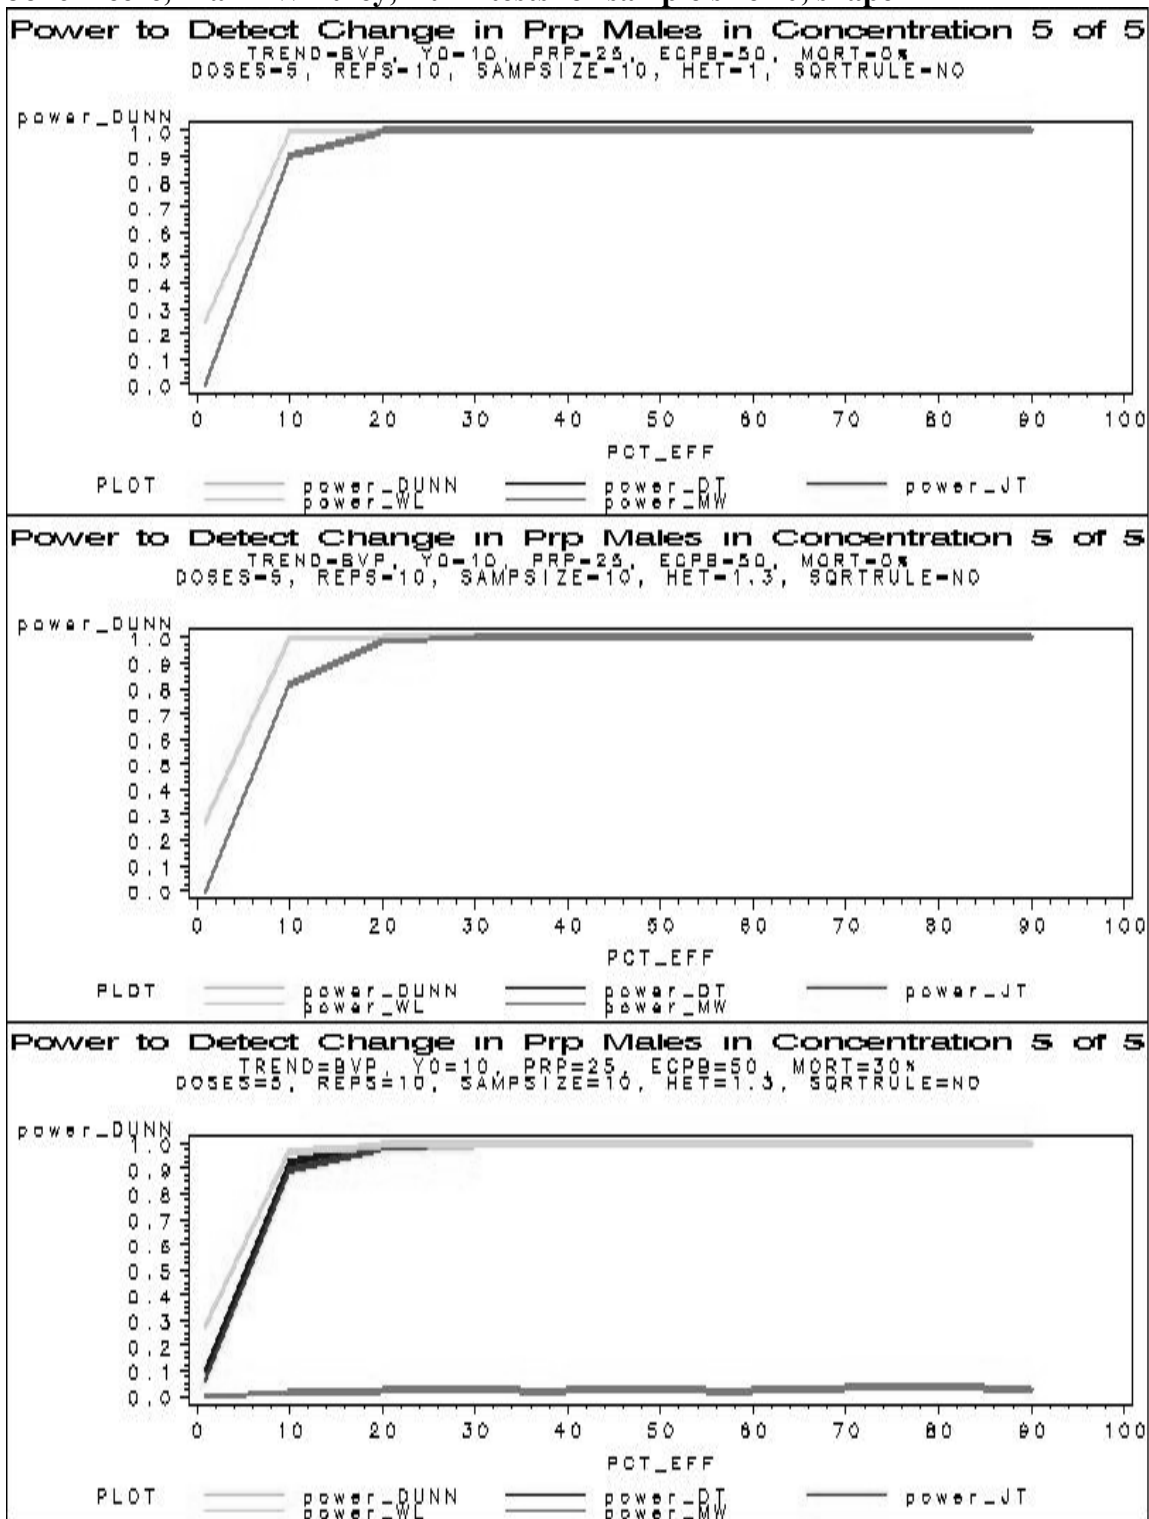 Power to Detect Change in Prp Males in Concentration 5 of 5
TREND=BVP, Y0=10, PRP=25, ECPB=50, MORT=0%
DOSES=5, REPS=10, SAMPSIZE=10, HET=1, SQRTRULE=NO
power_DUNN
1.0
0.9
0.8
0.7
0.6
0.5
0.4
0.3
0.2
0.1
0.0
0 10 20 30 40 50 60 70 80 90 100
PCT_EFF
PLOT power_DUNN power_DT power_JT
power_WL power_MW
Power to Detect Change in Prp Males in Concentration 5 of 5
TREND=BVP, Y0=10, PRP=25, ECPB=50, MORT=0%
DOSES=5, REPS=10, SAMPSIZE=10, HET=1.3, SQRTRULE=NO
power_DUNN
1.0
0.9
0.8
0.7
0.6
0.5
0.4
0.3
0.2
0.1
0.0
0 10 20 30 40 50 60 70 80 90 100
PCT_EFF
PLOT power_DUNN power_DT power_JT
power_WL power_MW
Power to Detect Change in Prp Males in Concentration 5 of 5
TREND=BVP, Y0=10, PRP=25, ECPB=50, MORT=30%
DOSES=5, REPS=10, SAMPSIZE=10, HET=1.3, SQRTRULE=NO
power_DUNN
1.0
0.9
0.8
0.7
0.6
0.5
0.4
0.3
0.2
0.1
0.0
0 10 20 30 40 50 60 70 80 90 100
PCT_EFF
PLOT power_DUNN power_DT power_JT
power_WL power_MW